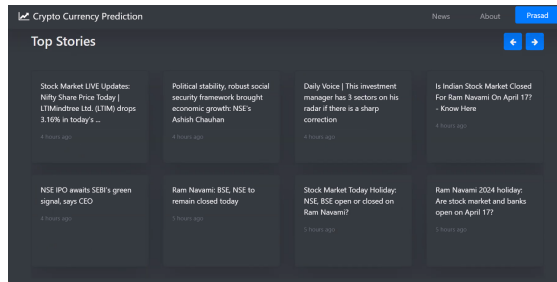 Crypto Currency Prediction
News
About
Prasad
Top Stories
Stock Market LIVE Updates:
Nifty Share Price Today |
LTIMindtree Ltd. (LTIM) drops
3.16% in today's ...
4 hours ago
Political stability, robust social
security framework brought
economic growth: NSE's
Ashish Chauhan
4 hours ago
Daily Voice | This investment
manager has 3 sectors on his
radar if there is a sharp
correction
4 hours ago
Is Indian Stock Market Closed
For Ram Navami On April 17?
- Know Here
4 hours ago
NSE IPO awaits SEBI's green
signal, says CEO
4 hours ago
Ram Navami: BSE, NSE to
remain closed today
5 hours ago
Stock Market Today Holiday:
NSE, BSE open or closed on
Ram Navami?
5 hours ago
Ram Navami 2024 holiday:
Are stock market and banks
open on April 17?
5 hours ago